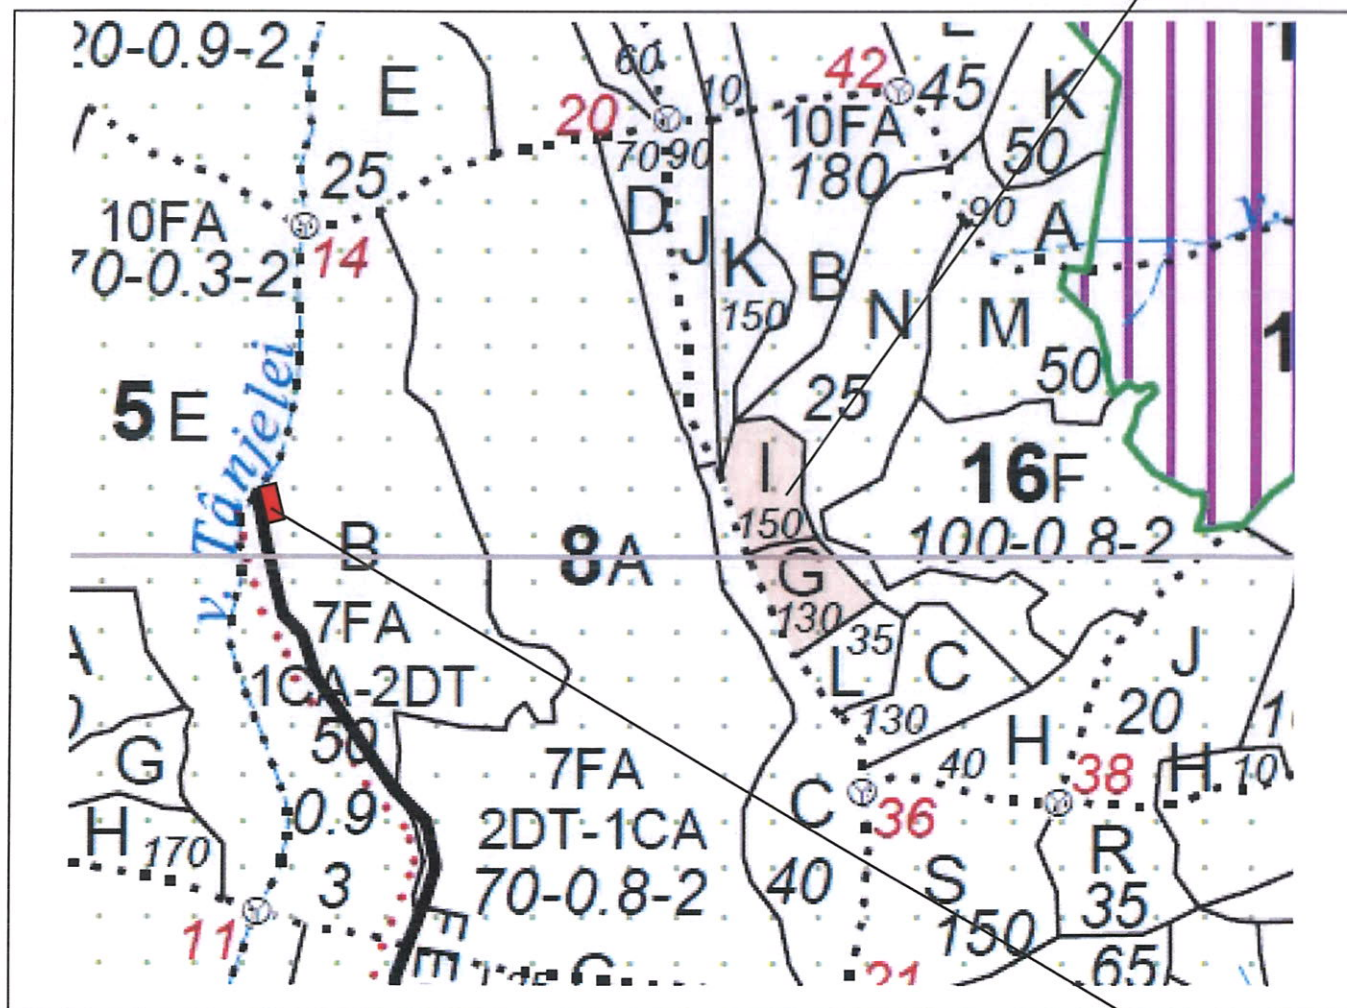 20-0.9-2
E
60
10
42
45
K
20
10FA
50
25
70
90
180
10FA
14
D
J
90
A
v.
70-0.3-2
K
B
150
N
M
1
v. Tânjelei
50
5 E
25
I
16F
150
100-0.8-2
B
8A
G
7FA
130
35
J
1CA-2DT
L
C
20
130
50
H
G
7FA
40
38
H
10
0.9
C
36
H
170
2DT-1CA
R
3
70-0.8-2
40
S
35
11
E
150
E
65
21